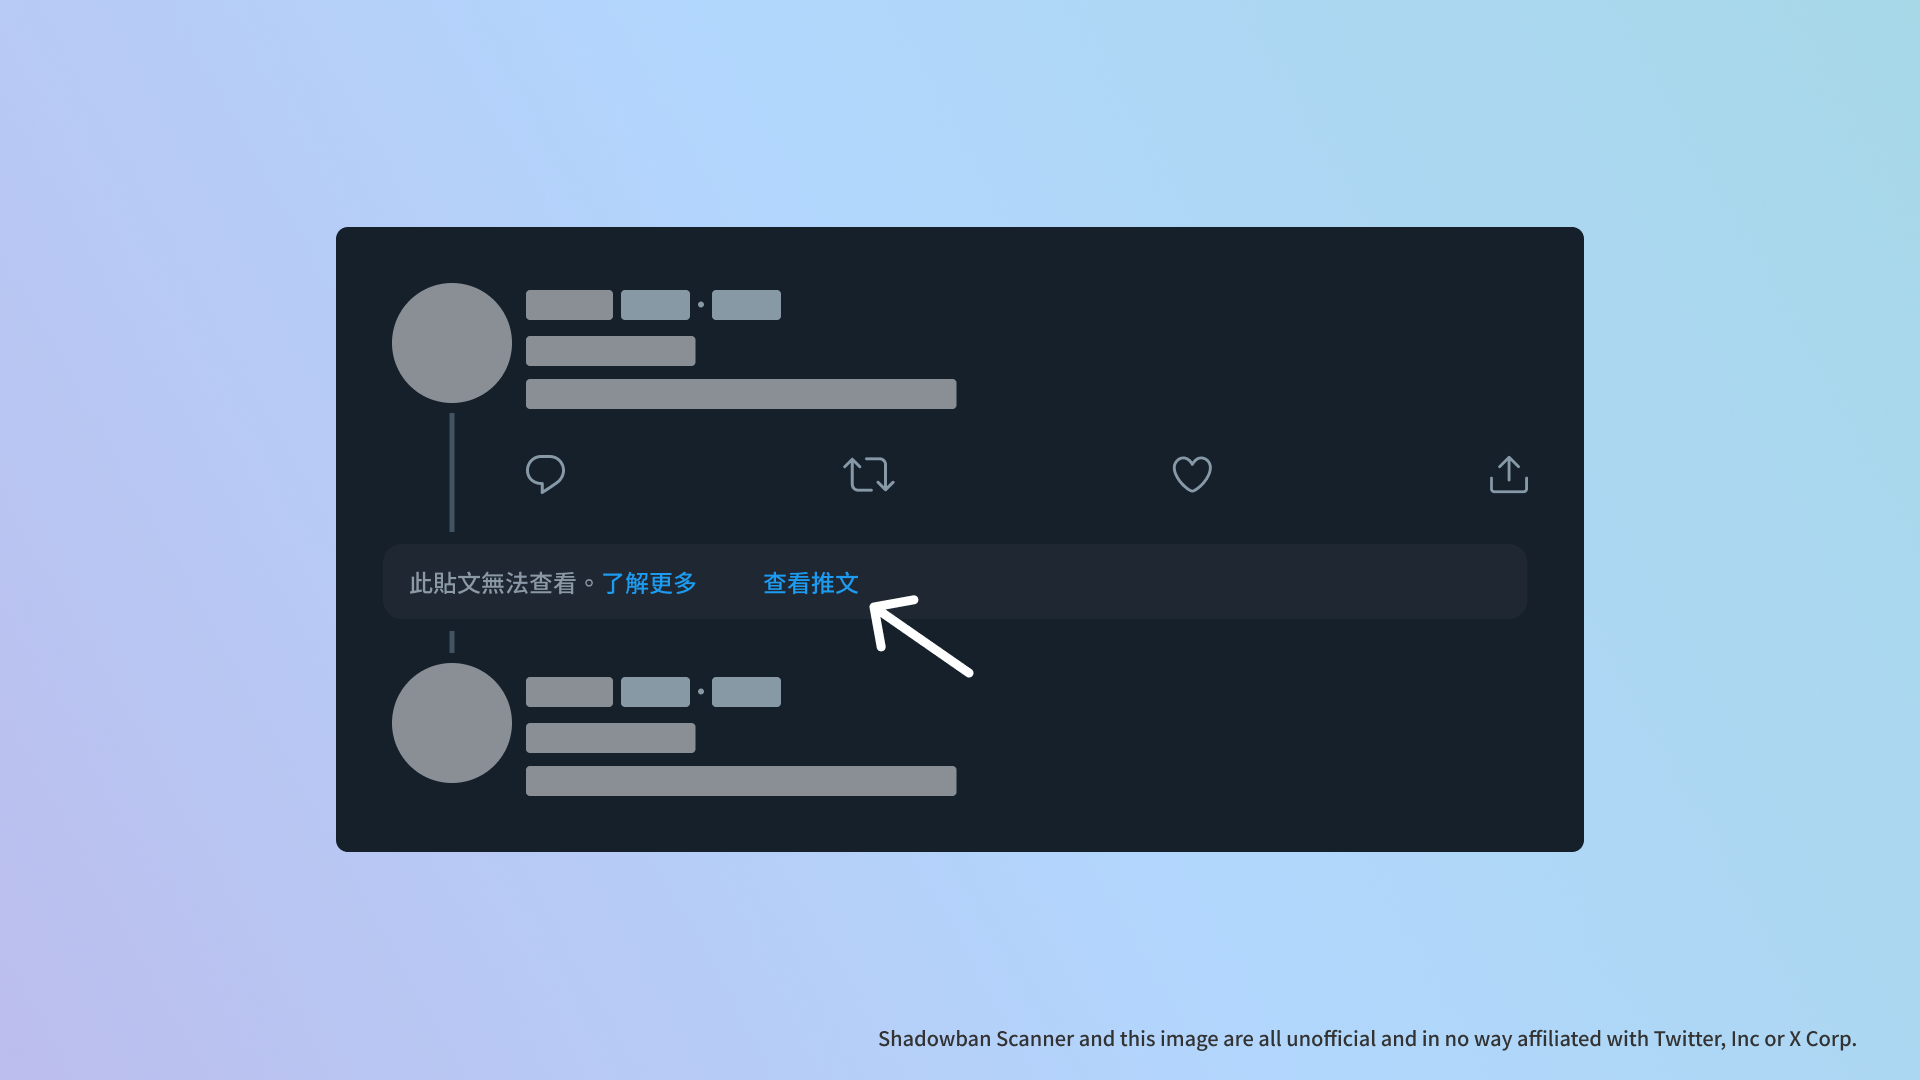 此貼文無法查看。了解更多 查看推文
Shadowban Scanner and this image are all unofficial and in no way affiliated with Twitter, Inc or X Corp.